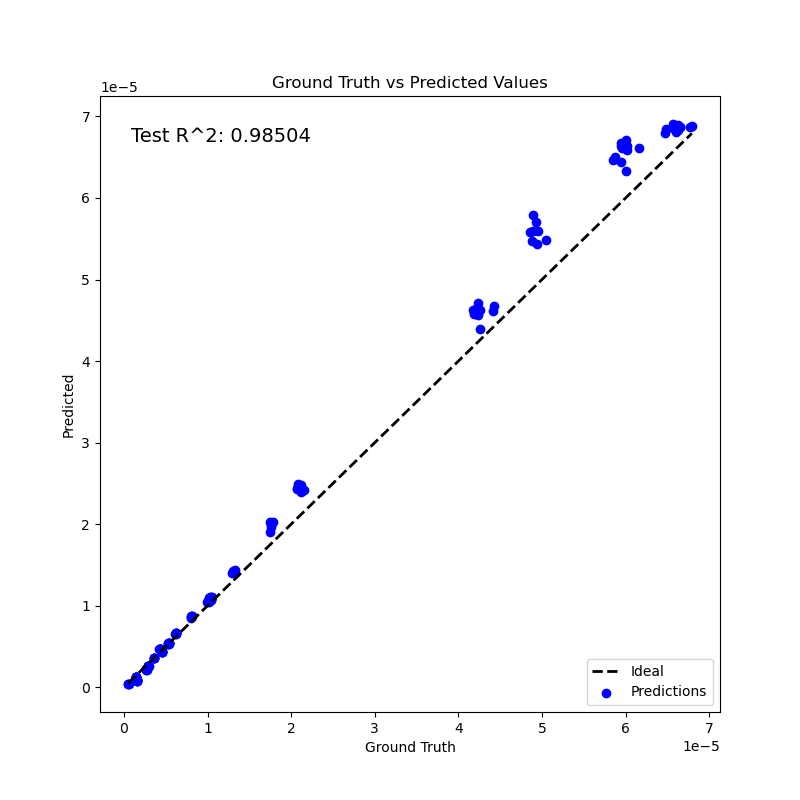 Ground Truth vs Predicted Values
1e−5
Test R^2: 0.98504
7
6
5
4
3
2
1
0
Predicted
Ideal
Predictions
0 1 2 3 4 5 6 7
Ground Truth
1e−5